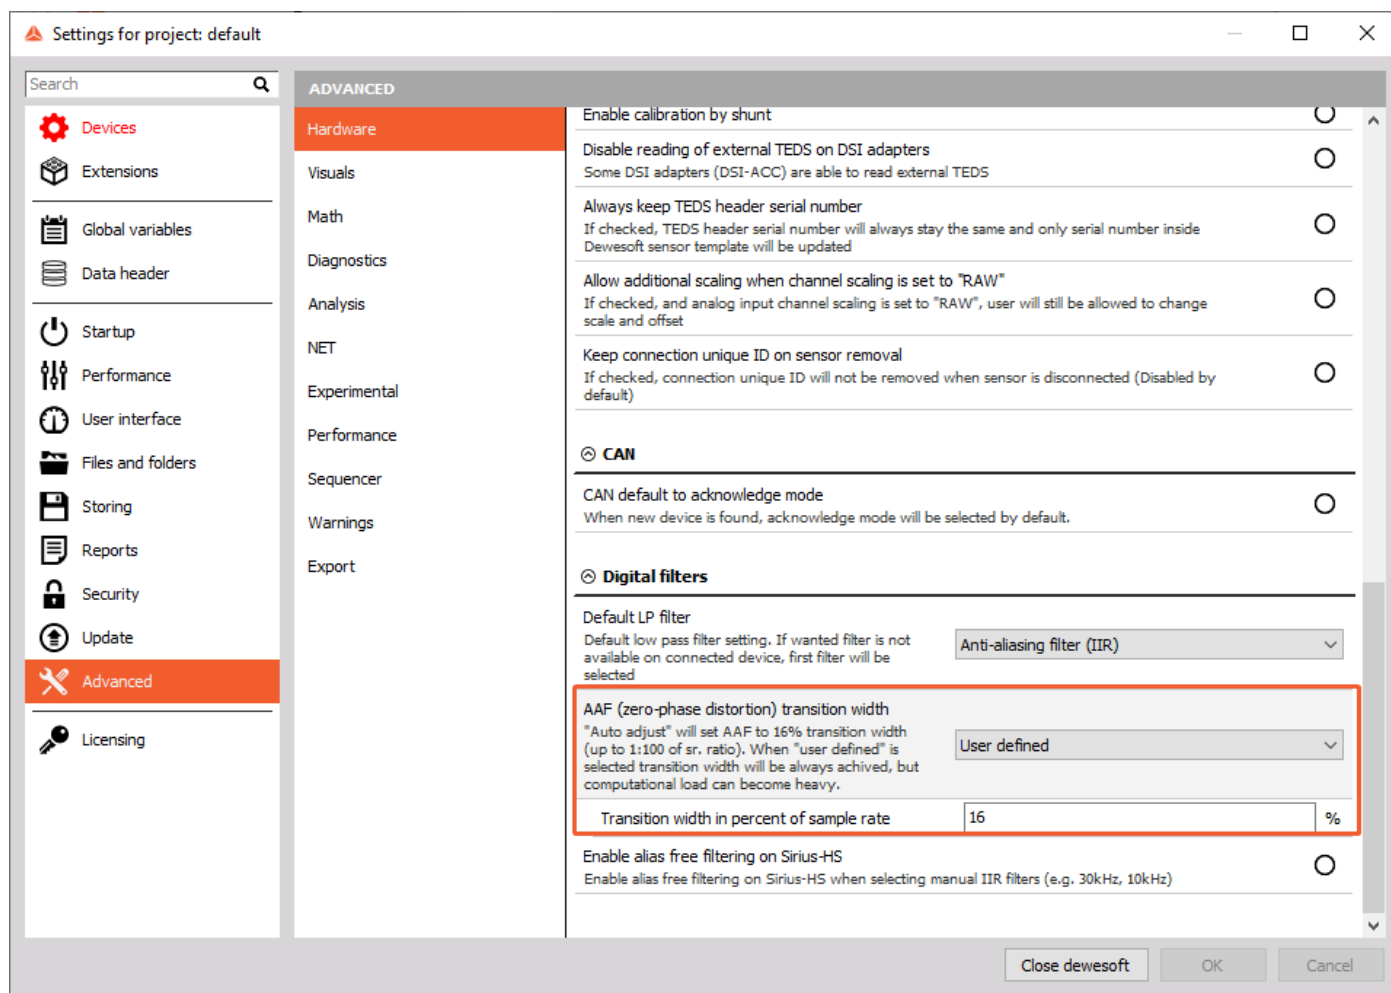 Settings for project: default
Search
ADVANCED
Devices
Extensions
Global variables
Data header
Startup
Performance
User interface
Files and folders
Storing
Reports
Security
Update
Advanced
Licensing
Hardware
Visuals
Math
Diagnostics
Analysis
NET
Experimental
Performance
Sequencer
Warnings
Export
Enable calibration by shunt
Disable reading of external TEDS on DSI adapters
Some DSI adapters (DSI-ACC) are able to read external TEDS
Always keep TEDS header serial number
If checked, TEDS header serial number will always stay the same and only serial number inside
Dewesoft sensor template will be updated
Allow additional scaling when channel scaling is set to "RAW"
If checked, and analog input channel scaling is set to "RAW", user will still be allowed to change
scale and offset
Keep connection unique ID on sensor removal
If checked, connection unique ID will not be removed when sensor is disconnected (Disabled by
default)
CAN
CAN default to acknowledge mode
When new device is found, acknowledge mode will be selected by default.
Digital filters
Default LP filter
Default low pass filter setting. If wanted filter is not
available on connected device, first filter will be
selected
Anti-aliasing filter (IIR)
AAF (zero-phase distortion) transition width
"Auto adjust" will set AAF to 16% transition width
(up to 1:100 of sr. ratio). When "user defined" is
selected transition width will be always achived, but
computational load can become heavy.
User defined
Transition width in percent of sample rate
16
%
Enable alias free filtering on Sirius-HS
Enable alias free filtering on Sirius-HS when selecting manual IIR filters (e.g. 30kHz, 10kHz)
Close dewesoft
OK
Cancel